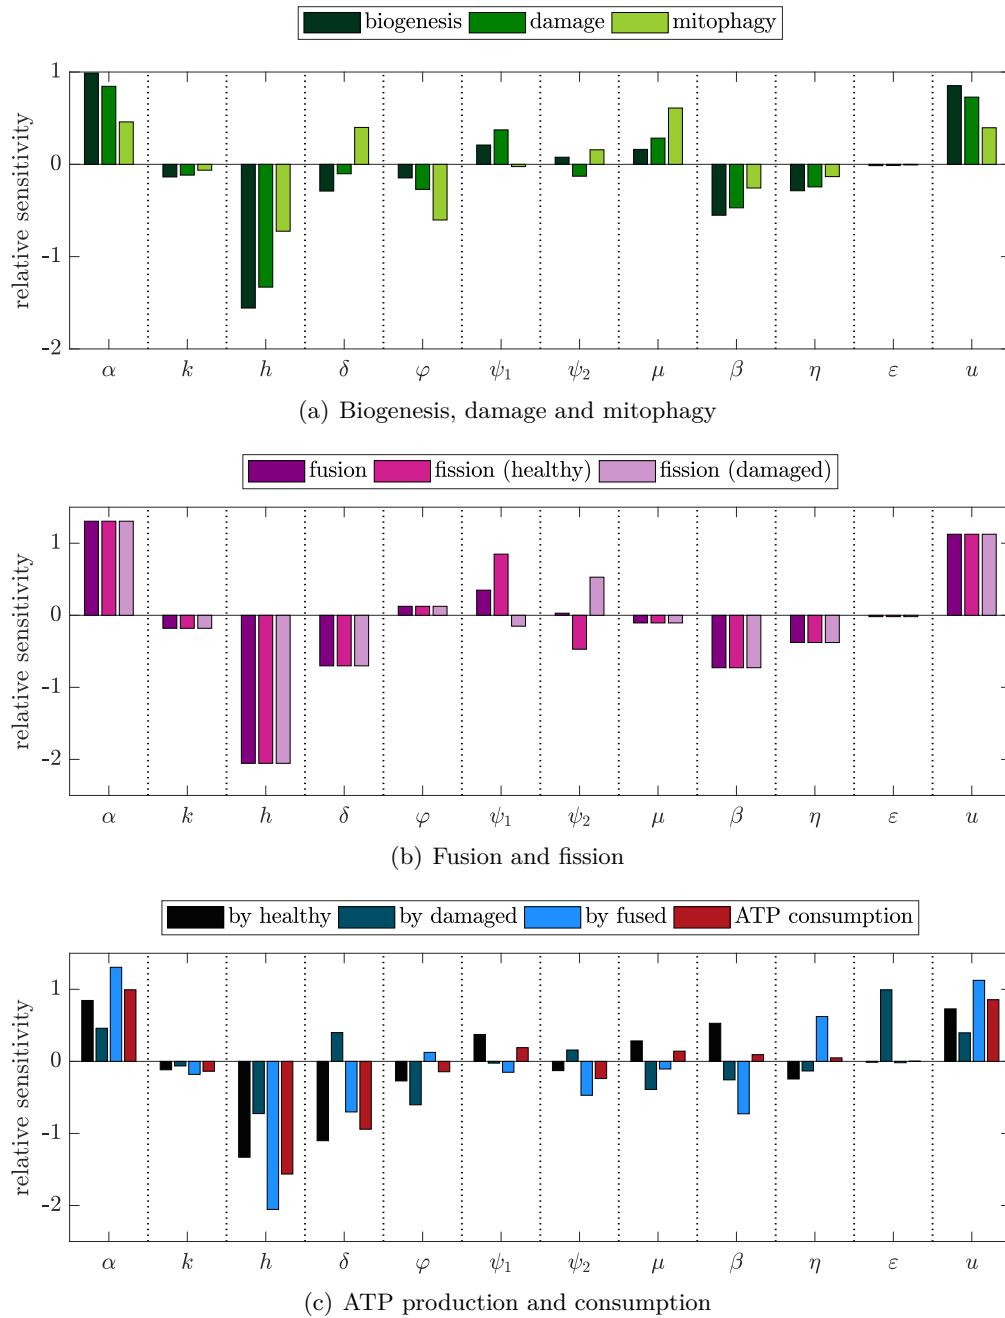 biogenesis damage mitophagy
relative sensitivity
1
0
-1
-2
α k h δ φ ψ₁ ψ₂ μ β η ε u
(a) Biogenesis, damage and mitophagy
fusion fission (healthy) fission (damaged)
relative sensitivity
1
0
-1
-2
α k h δ φ ψ₁ ψ₂ μ β η ε u
(b) Fusion and fission
by healthy by damaged by fused ATP consumption
relative sensitivity
1
0
-1
-2
α k h δ φ ψ₁ ψ₂ μ β η ε u
(c) ATP production and consumption